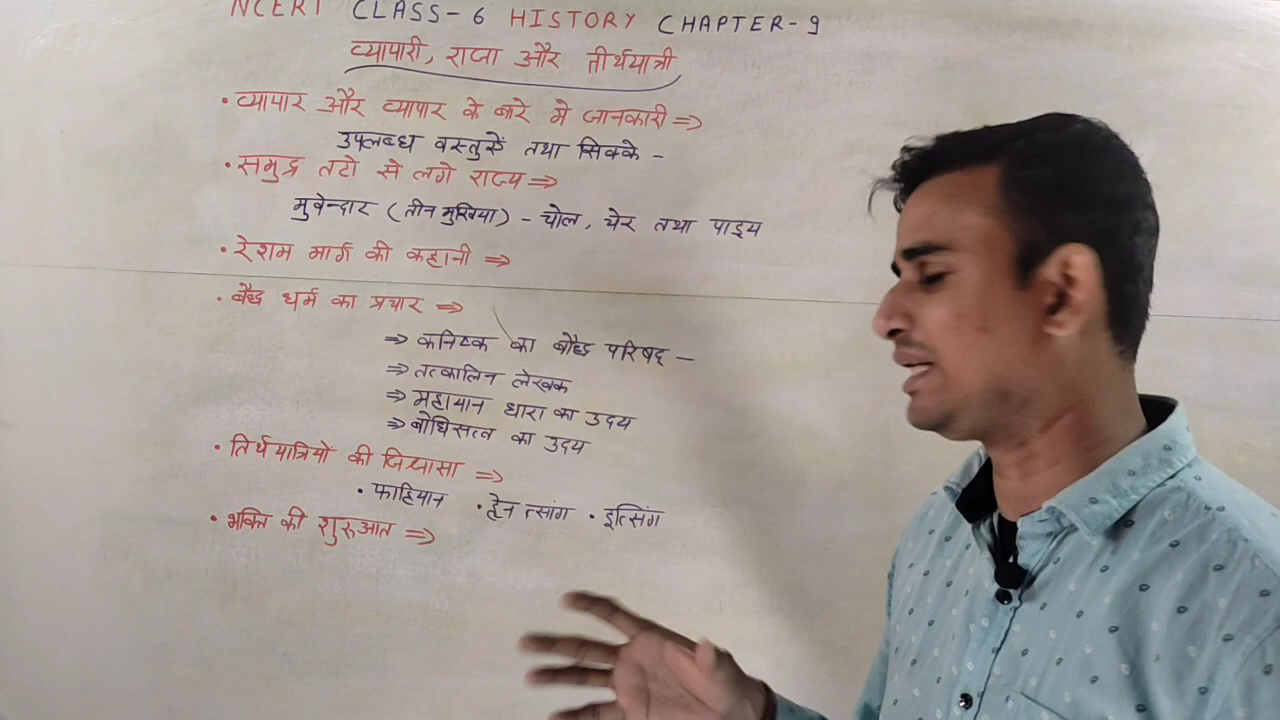 NCERT CLASS-6 HISTORY CHAPTER-9
व्यापारी, राजा और तीर्थयात्री
• व्यापार और व्यापार के बारे मे जानकारी ⇒
उपलब्ध वस्तुएँ तथा सिक्के -
• समुद्र तटो से लगे राज्य ⇒
मुवेन्दार (तीन मुखिया) - चोल, चेर तथा पाड्य
• रेशम मार्ग की कहानी ⇒
• बौद्ध धर्म का प्रचार ⇒
⇒ कनिष्क का बौद्ध परिषद -
⇒ तत्कालिन लेखक
⇒ महायान धारा का उदय
⇒ बोधिसत्व का उदय
• तिर्थयात्रियो की जिज्ञासा ⇒
• फाहियान • ह्वेन त्सांग • इत्सिंग
• भक्ति की शुरुआत ⇒